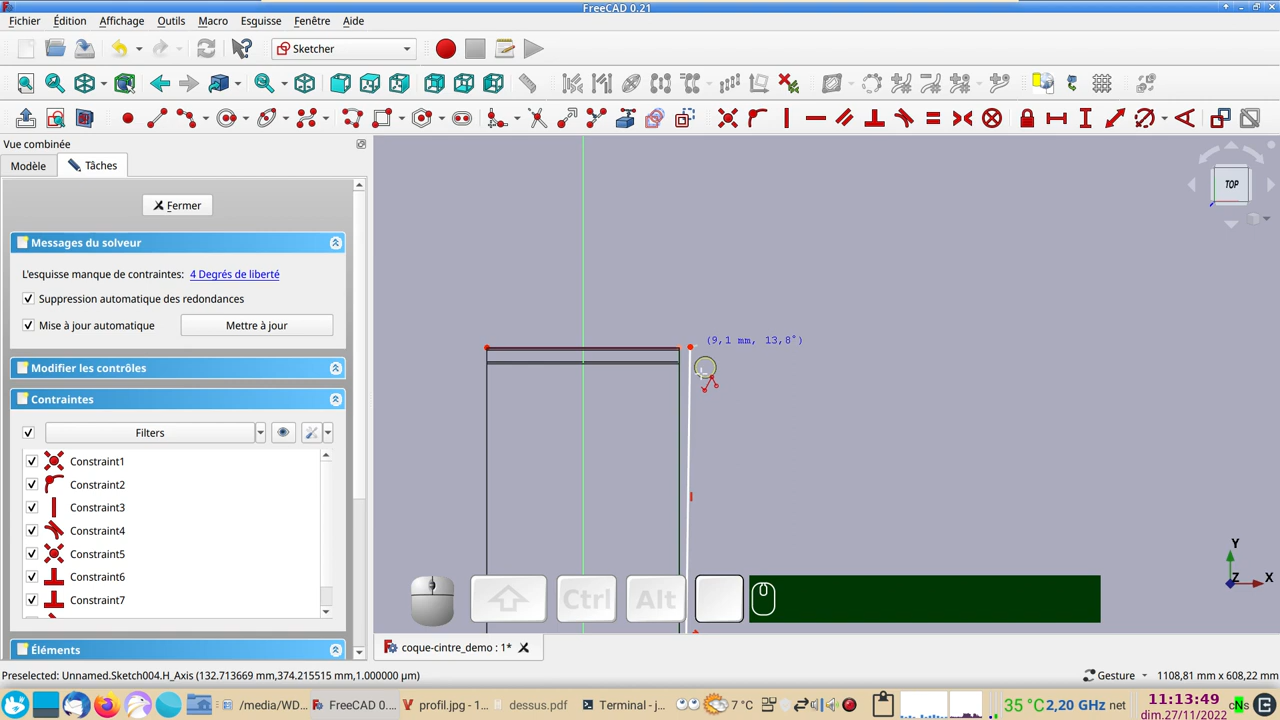 FreeCAD 0.21
Fichier Édition Affichage Outils Macro Esquisse Fenêtre Aide
Sketcher
Vue combinée
Modèle Tâches
Fermer
Messages du solveur
L'esquisse manque de contraintes: 4 Degrés de liberté
Suppression automatique des redondances
Mise à jour automatique Mettre à jour
Modifier les contrôles
Contraintes
Filters
Constraint1
Constraint2
Constraint3
Constraint4
Constraint5
Constraint6
Constraint7
Éléments
(9,1 mm, 13,8°)
TOP
Y
Z X
Ctrl Alt
coque-cintre_demo : 1*
Preselected: Unnamed.Sketch004.H_Axis (132.713669 mm,374.215515 mm,1.000000 µm) Gesture 1108,81 mm x 608,22 mm
/media/WD... FreeCAD 0.... profil.jpg - 1... dessus.pdf Terminal – j... 7 °C 35°C 2,20 GHz net 11:13:49
dim.27/11/2022
cNs